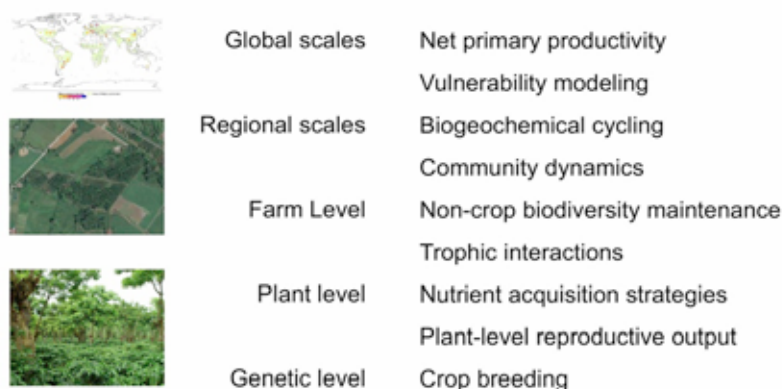 Global scales Net primary productivity
Vulnerability modeling
Regional scales Biogeochemical cycling
Community dynamics
Farm Level Non-crop biodiversity maintenance
Trophic interactions
Plant level Nutrient acquisition strategies
Plant-level reproductive output
Genetic level Crop breeding